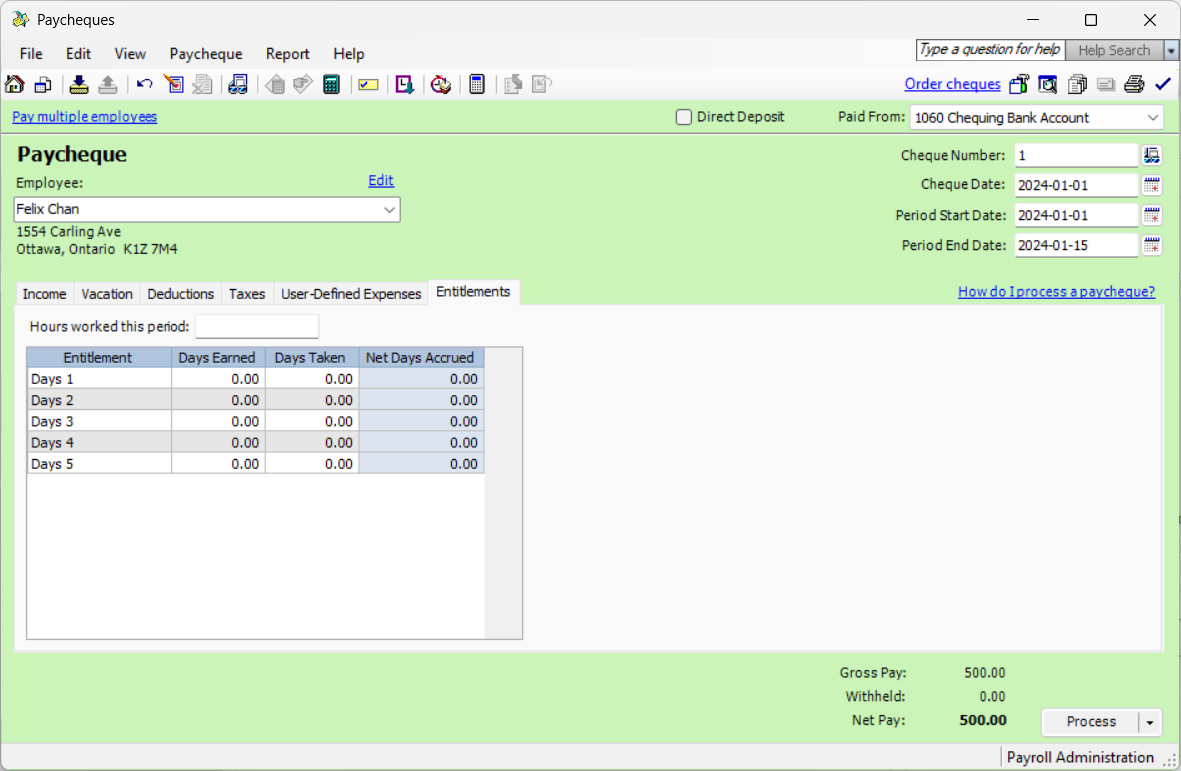 Paycheques
File Edit View Paycheque Report Help
Type a question for help Help Search
Order cheques
Pay multiple employees Direct Deposit Paid From: 1060 Chequing Bank Account
Paycheque
Cheque Number: 1
Employee: Edit
Cheque Date: 2024-01-01
Felix Chan
Period Start Date: 2024-01-01
1554 Carling Ave
Ottawa, Ontario K1Z 7M4
Period End Date: 2024-01-15
Income Vacation Deductions Taxes User-Defined Expenses Entitlements
How do I process a paycheque?
Hours worked this period:
Entitlement Days Earned Days Taken Net Days Accrued
Days 1 0.00 0.00 0.00
Days 2 0.00 0.00 0.00
Days 3 0.00 0.00 0.00
Days 4 0.00 0.00 0.00
Days 5 0.00 0.00 0.00
Gross Pay: 500.00
Withheld: 0.00
Net Pay: 500.00
Process
Payroll Administration